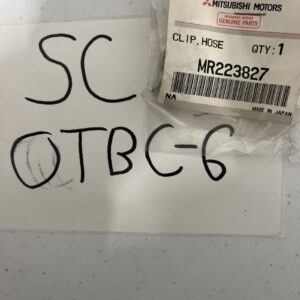 MITSUBISHI MOTORS
GENUINE PARTS
CLIP, HOSE QTY: 1
MR223827
NA
MADE IN JAPAN
SC
OTBC-6